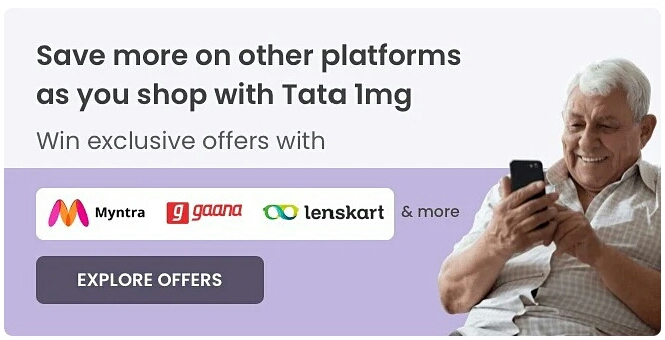 Save more on other platforms
as you shop with Tata 1mg
Win exclusive offers with
Myntra g gaana lenskart & more
EXPLORE OFFERS